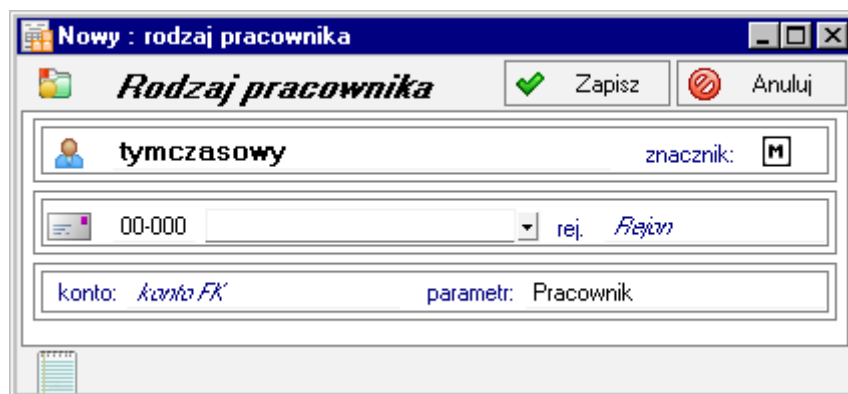 Nowy : rodzaj pracownika
Rodzaj pracownika Zapisz Anuluj
tymczasowy znacznik: M
00-000 rej. Rejon
konto: konto FK parametr: Pracownik